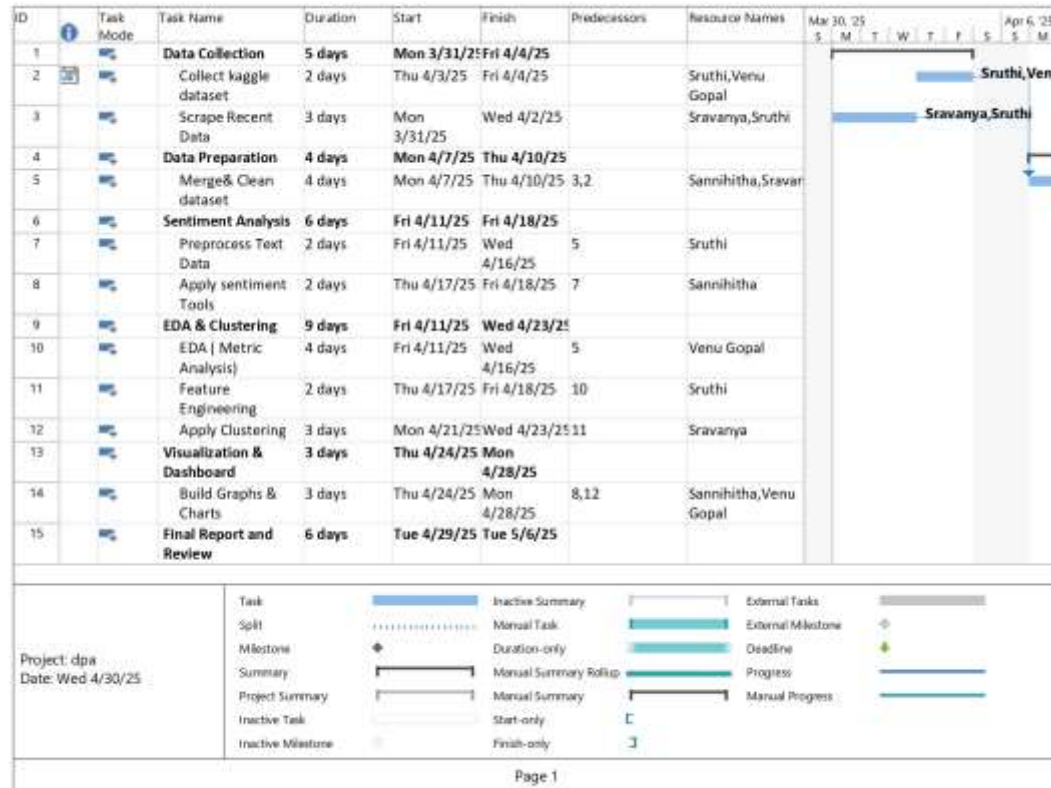 ID Task Mode Task Name Duration Start Finish Predecessors Resource Names Mar 30, '25 Apr 6, '25
S M T W T F S S M
1 Data Collection 5 days Mon 3/31/25 Fri 4/4/25
2 Collect kaggle dataset 2 days Thu 4/3/25 Fri 4/4/25 Sruthi,Venu Gopal Sruthi,Ven
3 Scrape Recent Data 3 days Mon 3/31/25 Wed 4/2/25 Sravanya,Sruthi Sravanya,Sruthi
4 Data Preparation 4 days Mon 4/7/25 Thu 4/10/25
5 Merge& Clean dataset 4 days Mon 4/7/25 Thu 4/10/25 3,2 Sannihitha,Sravan
6 Sentiment Analysis 6 days Fri 4/11/25 Fri 4/18/25
7 Preprocess Text Data 2 days Fri 4/11/25 Wed 4/16/25 5 Sruthi
8 Apply sentiment Tools 2 days Thu 4/17/25 Fri 4/18/25 7 Sannihitha
9 EDA & Clustering 9 days Fri 4/11/25 Wed 4/23/25
10 EDA ( Metric Analysis) 4 days Fri 4/11/25 Wed 4/16/25 5 Venu Gopal
11 Feature Engineering 2 days Thu 4/17/25 Fri 4/18/25 10 Sruthi
12 Apply Clustering 3 days Mon 4/21/25 Wed 4/23/25 11 Sravanya
13 Visualization & Dashboard 3 days Thu 4/24/25 Mon 4/28/25
14 Build Graphs & Charts 3 days Thu 4/24/25 Mon 4/28/25 8,12 Sannihitha,Venu Gopal
15 Final Report and Review 6 days Tue 4/29/25 Tue 5/6/25
Project: dpa
Date: Wed 4/30/25
Task Inactive Summary External Tasks
Split Manual Task External Milestone
Milestone Duration-only Deadline
Summary Manual Summary Rollup Progress
Project Summary Manual Summary Manual Progress
Inactive Task Start-only
Inactive Milestone Finish-only
Page 1